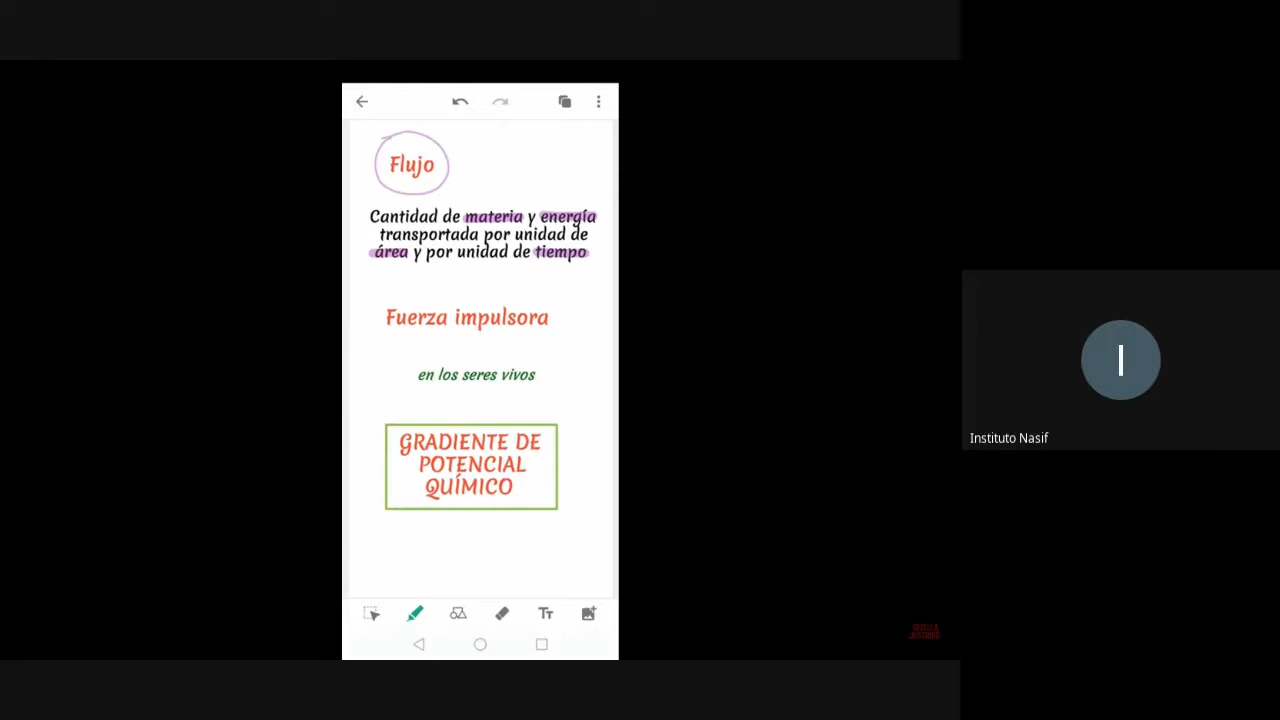 Flujo
Cantidad de materia y energía
transportada por unidad de
área y por unidad de tiempo
Fuerza impulsora
en los seres vivos
GRADIENTE DE
POTENCIAL
QUÍMICO
Tt
I
Instituto Nasif